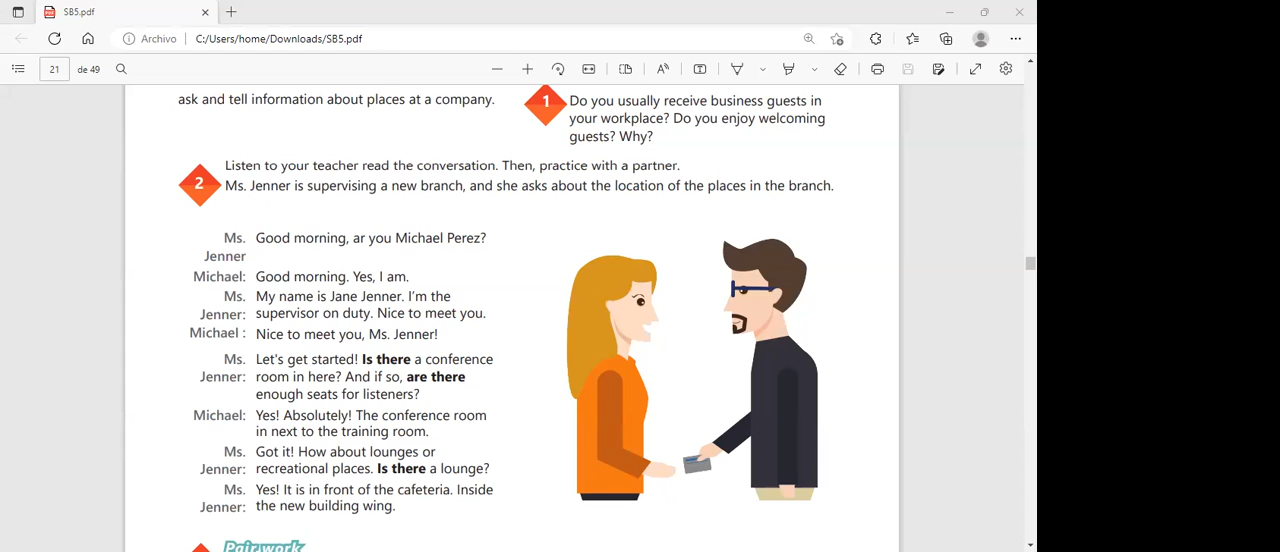 SB5.pdf
Archivo C:/Users/home/Downloads/SB5.pdf
21 de 49
ask and tell information about places at a company.
1
Do you usually receive business guests in
your workplace? Do you enjoy welcoming
guests? Why?
2
Listen to your teacher read the conversation. Then, practice with a partner.
Ms. Jenner is supervising a new branch, and she asks about the location of the places in the branch.
Ms. Good morning, ar you Michael Perez?
Jenner
Michael: Good morning. Yes, I am.
Ms. My name is Jane Jenner. I'm the
Jenner: supervisor on duty. Nice to meet you.
Michael : Nice to meet you, Ms. Jenner!
Ms. Let's get started! Is there a conference
Jenner: room in here? And if so, are there
enough seats for listeners?
Michael: Yes! Absolutely! The conference room
in next to the training room.
Ms. Got it! How about lounges or
Jenner: recreational places. Is there a lounge?
Ms. Yes! It is in front of the cafeteria. Inside
Jenner: the new building wing.
Pair work